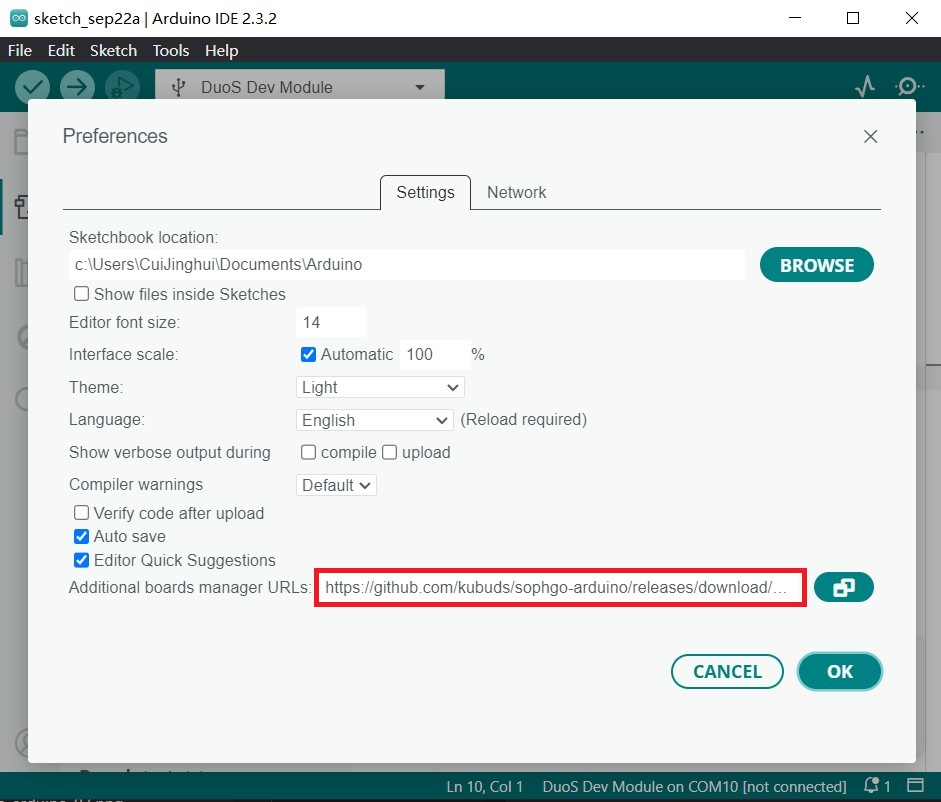 sketch_sep22a | Arduino IDE 2.3.2
File Edit Sketch Tools Help
DuoS Dev Module
Preferences
Settings Network
Sketchbook location:
c:\Users\CuiJinghui\Documents\Arduino
BROWSE
Show files inside Sketches
Editor font size: 14
Interface scale: Automatic 100 %
Theme: Light
Language: English (Reload required)
Show verbose output during compile upload
Compiler warnings Default
Verify code after upload
Auto save
Editor Quick Suggestions
Additional boards manager URLs: https://github.com/kubuds/sophgo-arduino/releases/download/…
CANCEL OK
Ln 10, Col 1 DuoS Dev Module on COM10 [not connected] 1